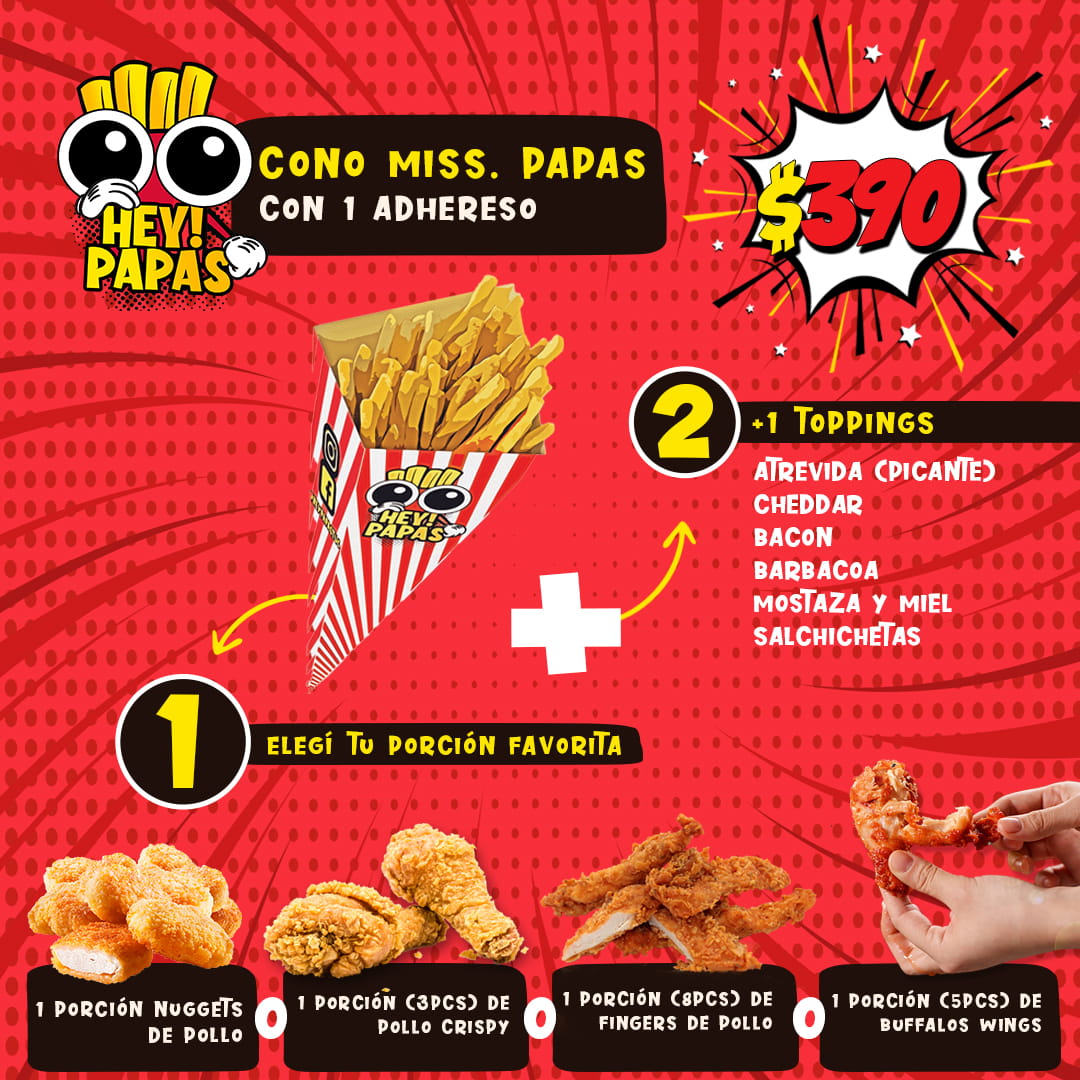 HEY!
PAPAS
CONO MISS. PAPAS
CON 1 ADHERESO
$390
HEY!
PAPAS
2
+1 TOPPINGS
ATREVIDA (PICANTE)
CHEDDAR
BACON
BARBACOA
MOSTAZA Y MIEL
SALCHICHETAS
1
ELEGÍ TU PORCIÓN FAVORITA
1 PORCIÓN NUGGETS
DE POLLO
O
1 PORCIÓN (3PCS) DE
POLLO CRISPY
O
1 PORCIÓN (8PCS) DE
FINGERS DE POLLO
O
1 PORCIÓN (5PCS) DE
BUFFALOS WINGS